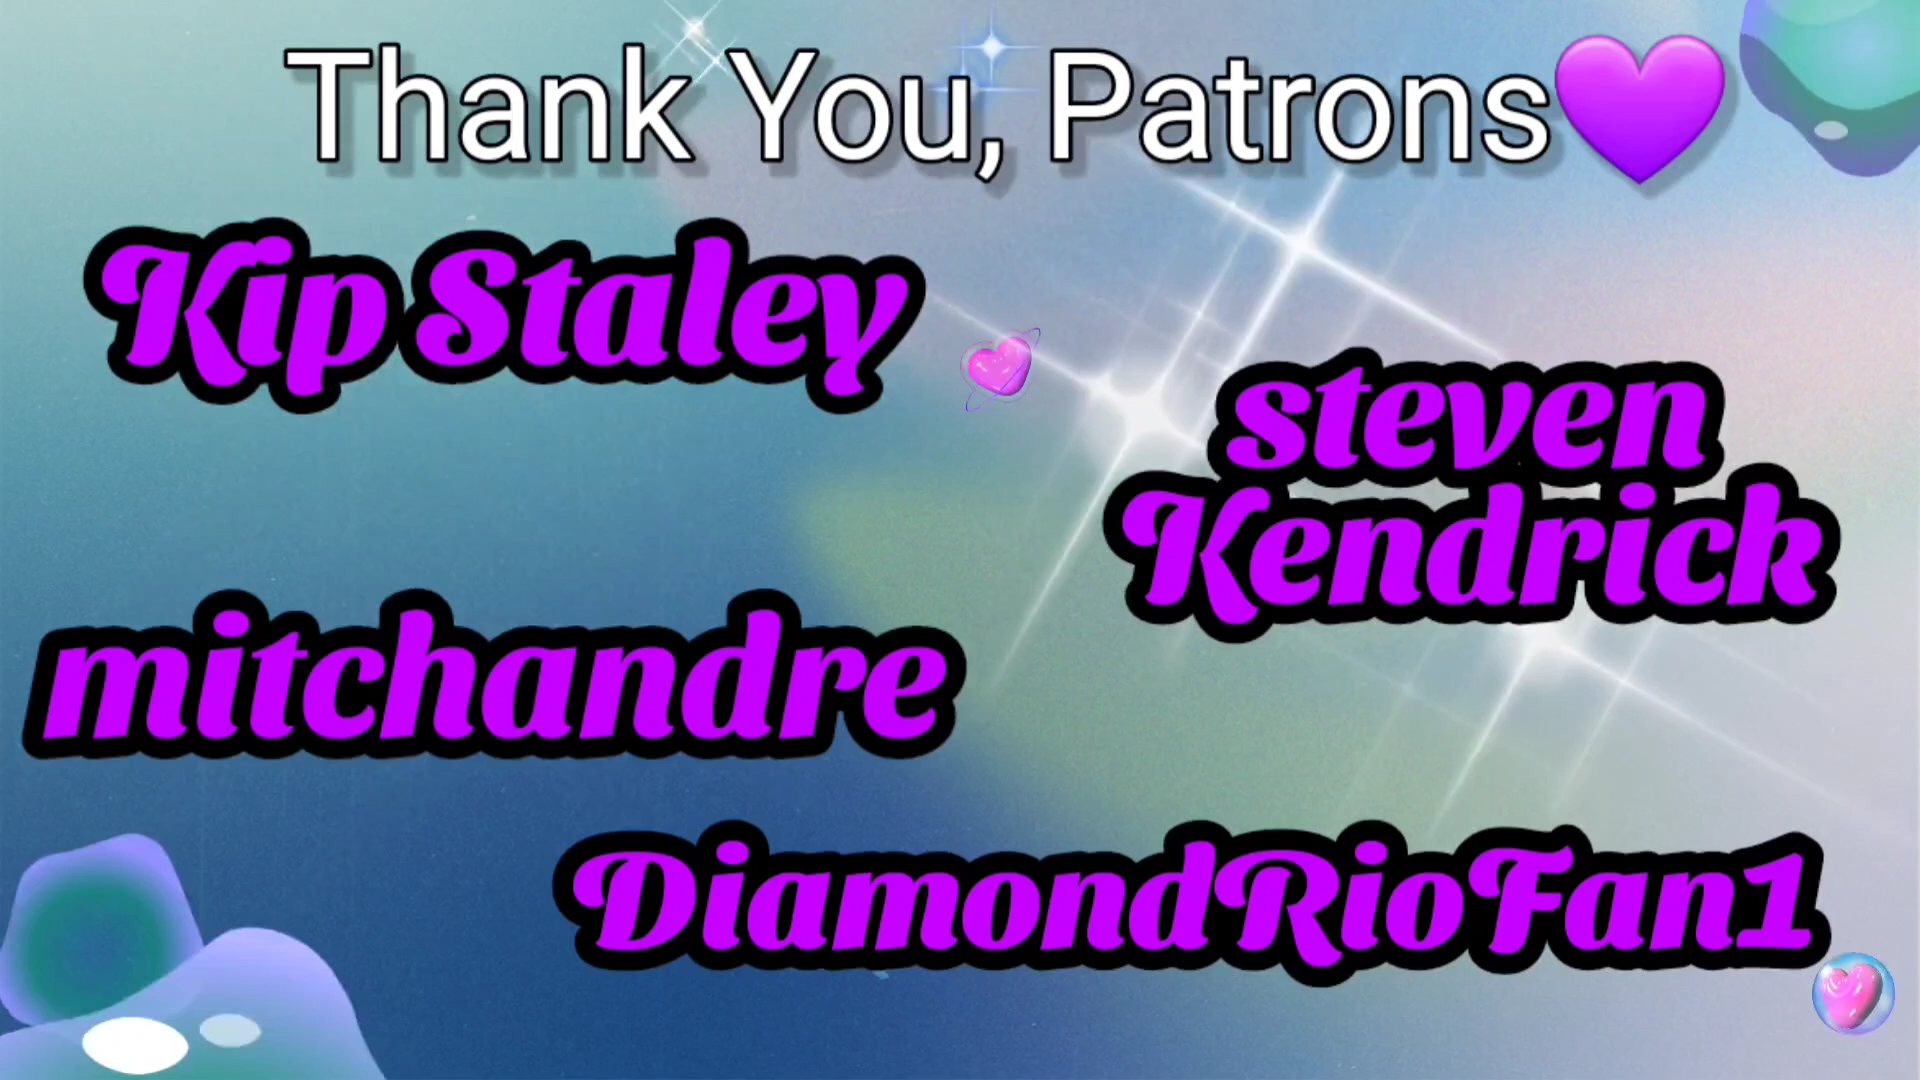 Thank You, Patrons💜
Kip Staley
steven
Kendrick
mitchandre
DiamondRioFan1